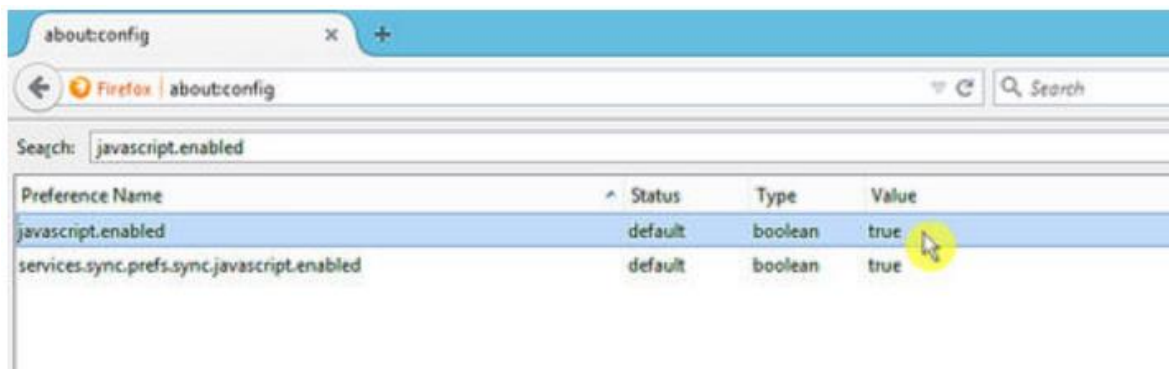 about:config
Firefox about:config Search
Search: javascript.enabled
Preference Name Status Type Value
javascript.enabled default boolean true
services.sync.prefs.sync.javascript.enabled default boolean true